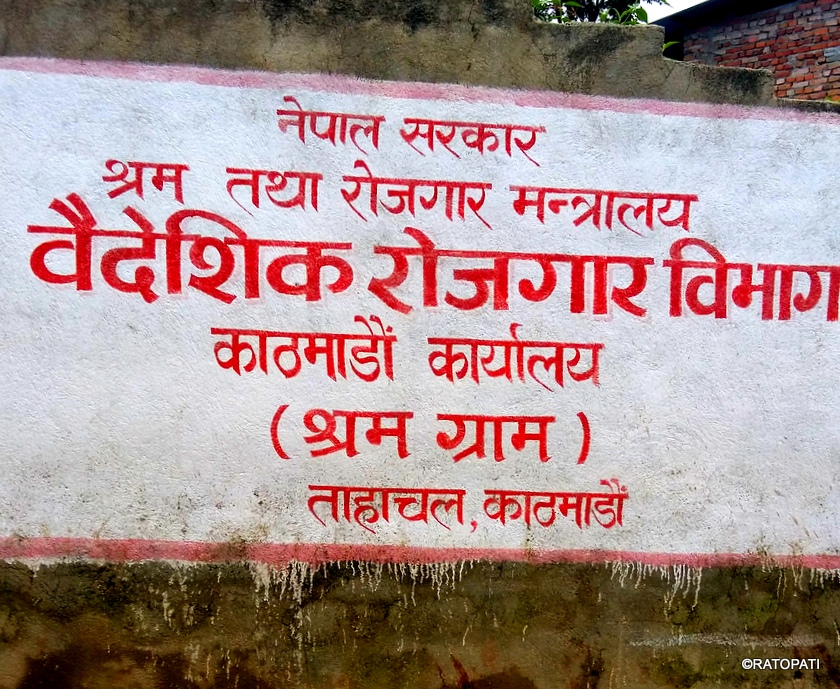 नेपाल सरकार
श्रम तथा रोजगार मन्त्रालय
वैदेशिक रोजगार विभाग
काठमाडौं कार्यालय
(श्रम ग्राम)
ताहाचल, काठमाडौं
©RATOPATI